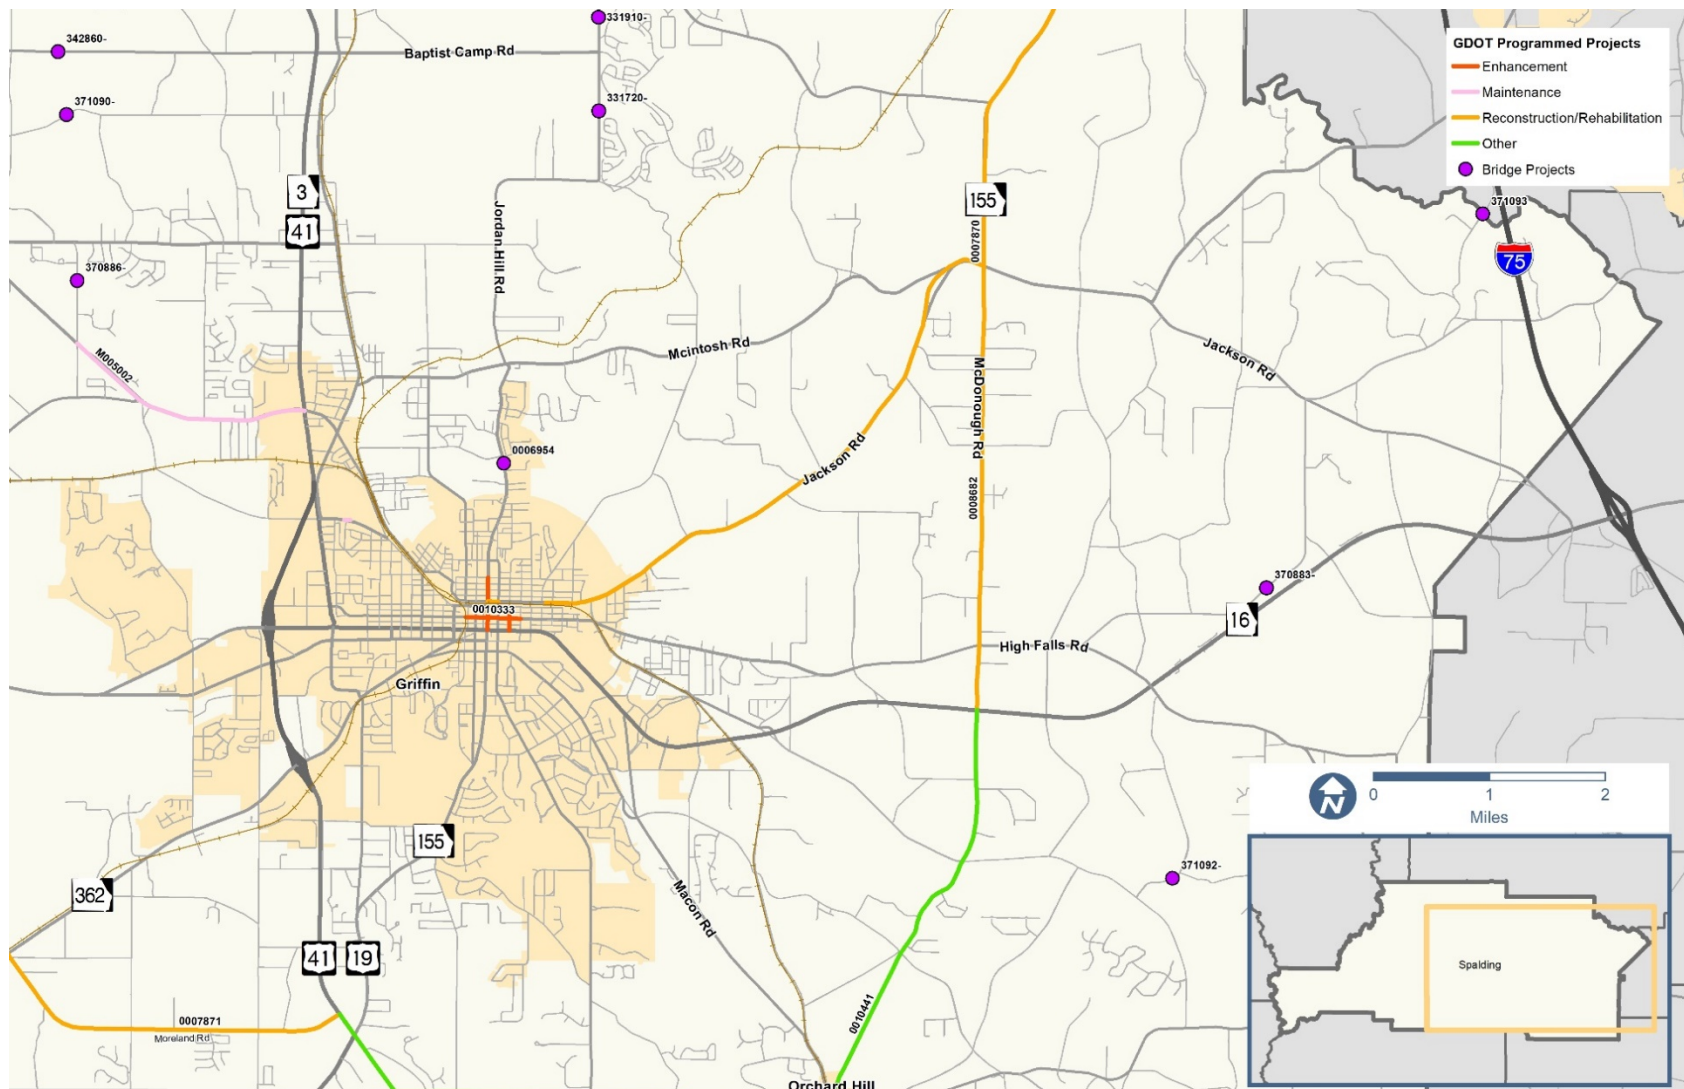 331910-
342860-
Baptist Camp Rd
GDOT Programmed Projects
Enhancement
Maintenance
Reconstruction/Rehabilitation
Other
Bridge Projects
371090-
331720-
3
41
155
371093
75
Jordan Hill Rd
0007870
370886-
Mcintosh Rd
Jackson Rd
M005002
McDonough Rd
Jackson Rd
0006954
0008682
370883-
0010333
16
High Falls Rd
Griffin
0
1
2
Miles
N
155
362
Macon Rd
371092-
41
19
Spalding
0010441
0007871
Moreland Rd
Orchard Hill